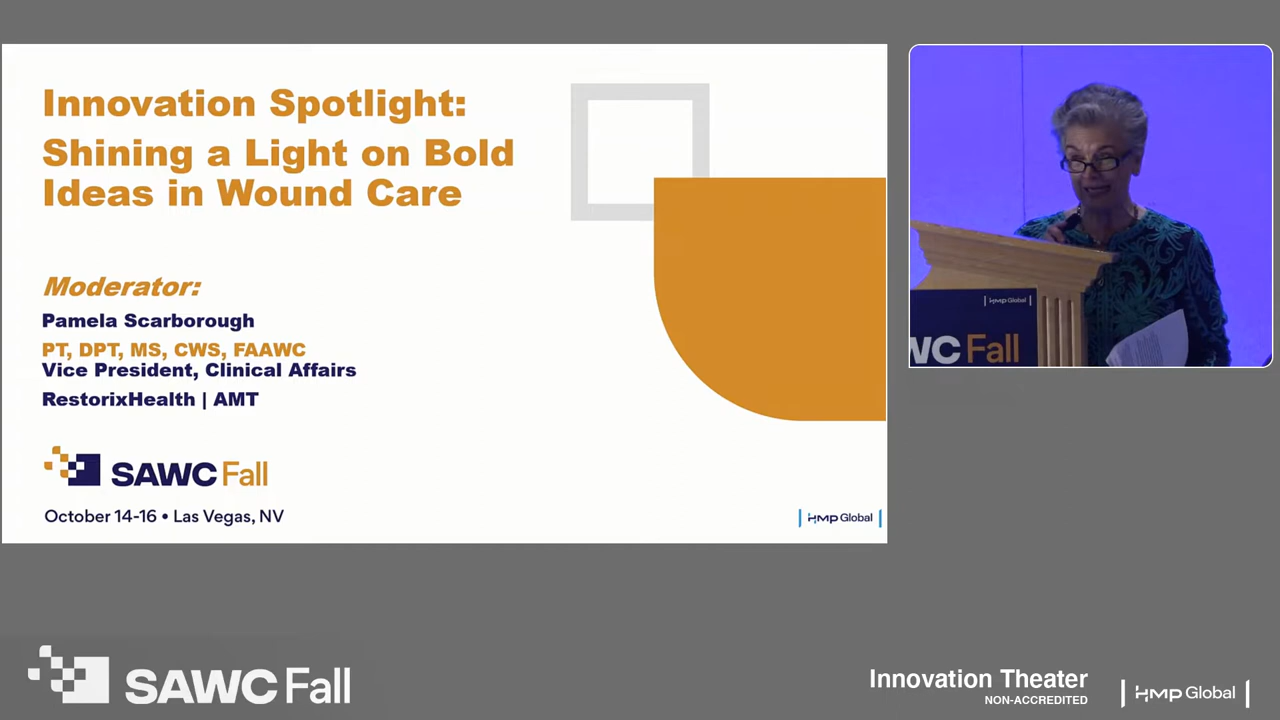 Innovation Spotlight:
Shining a Light on Bold
Ideas in Wound Care
Moderator:
Pamela Scarborough
PT, DPT, MS, CWS, FAAWC
Vice President, Clinical Affairs
RestorixHealth | AMT
SAWC Fall
October 14-16 • Las Vegas, NV
HMP Global
HMP Global
WC Fall
SAWC Fall
Innovation Theater
NON-ACCREDITED
HMP Global